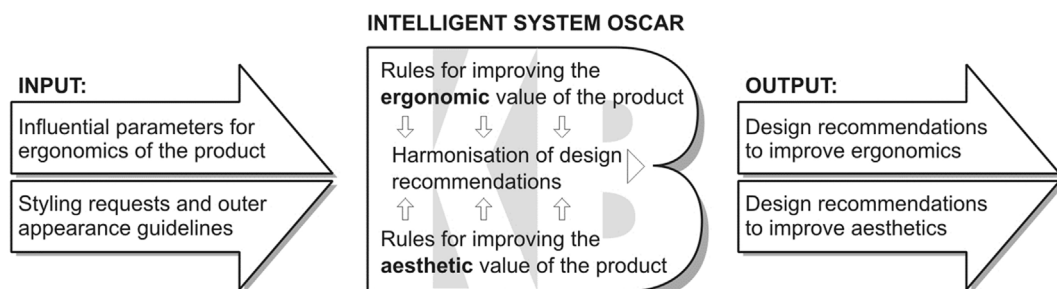 INTELLIGENT SYSTEM OSCAR
INPUT:
Influential parameters for
ergonomics of the product
Styling requests and outer
appearance guidelines
KB
Rules for improving the
ergonomic value of the product
Harmonisation of design
recommendations
Rules for improving the
aesthetic value of the product
OUTPUT:
Design recommendations
to improve ergonomics
Design recommendations
to improve aesthetics